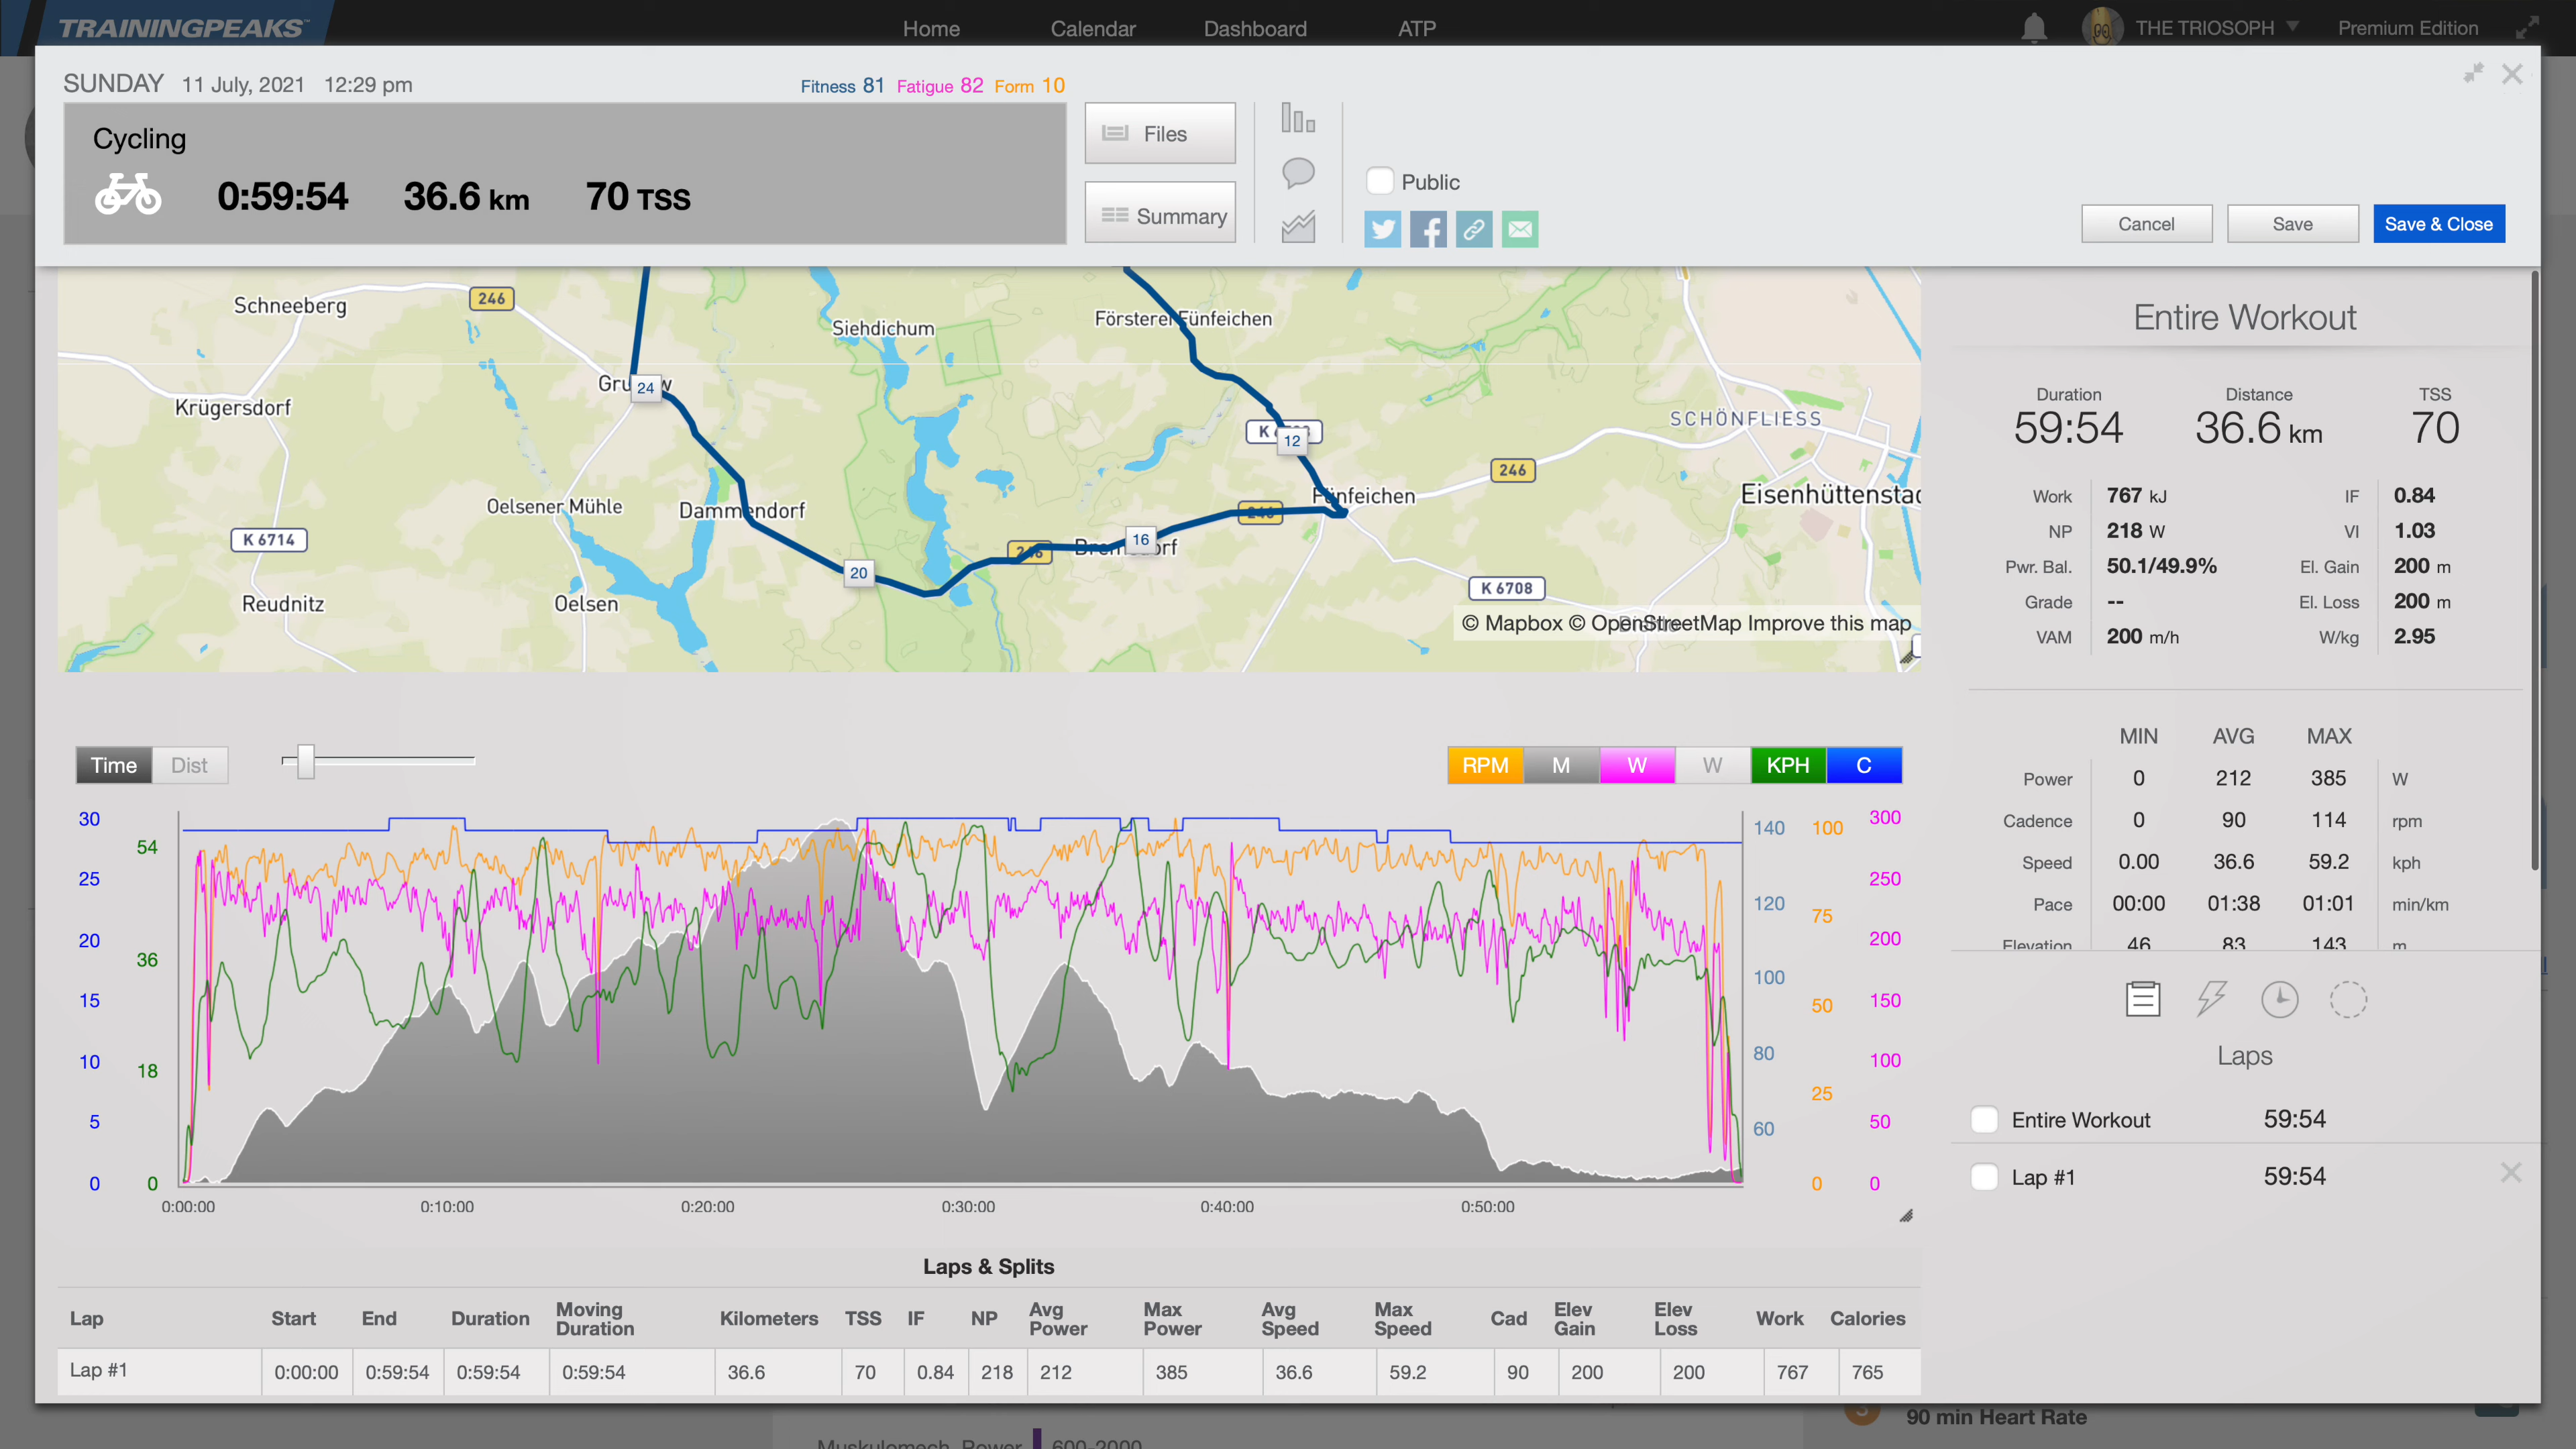 TRAININGPEAKS™ Home Calendar Dashboard ATP THE TRIOSOPH Premium Edition
SUNDAY 11 July, 2021 12:29 pm Fitness 81 Fatigue 82 Form 10
Cycling
0:59:54 36.6 km 70 TSS
Files
Summary
Public
Cancel Save Save & Close
Schneeberg
246
Siehdichum
Försterei Fünfeichen
24
Krügersdorf
SCHÖNFLIESS
12
246
Fünfeichen
Eisenhüttenstad
Oelsener Mühle
Dammendorf
246
K 6714
16
246
20
K 6708
Reudnitz
Oelsen
© Mapbox © OpenStreetMap Improve this map
Entire Workout
Duration Distance TSS
59:54 36.6 km 70
Work 767 kJ IF 0.84
NP 218 W VI 1.03
Pwr. Bal. 50.1/49.9% El. Gain 200 m
Grade -- El. Loss 200 m
VAM 200 m/h W/kg 2.95
MIN AVG MAX
Power 0 212 385 W
Cadence 0 90 114 rpm
Speed 0.00 36.6 59.2 kph
Pace 00:00 01:38 01:01 min/km
Elevation 46 83 143 m
Laps
Entire Workout 59:54
Lap #1 59:54
Time Dist
RPM M W W KPH C
30 140 100 300
54
25 250
120 75
20 200
36 100
15 50 150
10 80 100
18 25
5 60 50
0 0 0 0
0:00:00 0:10:00 0:20:00 0:30:00 0:40:00 0:50:00
Laps & Splits
Lap Start End Duration Moving Duration Kilometers TSS IF NP Avg Power Max Power Avg Speed Max Speed Cad Elev Gain Elev Loss Work Calories
Lap #1 0:00:00 0:59:54 0:59:54 0:59:54 36.6 70 0.84 218 212 385 36.6 59.2 90 200 200 767 765
90 min Heart Rate
Muskulomech. Power 600-2000